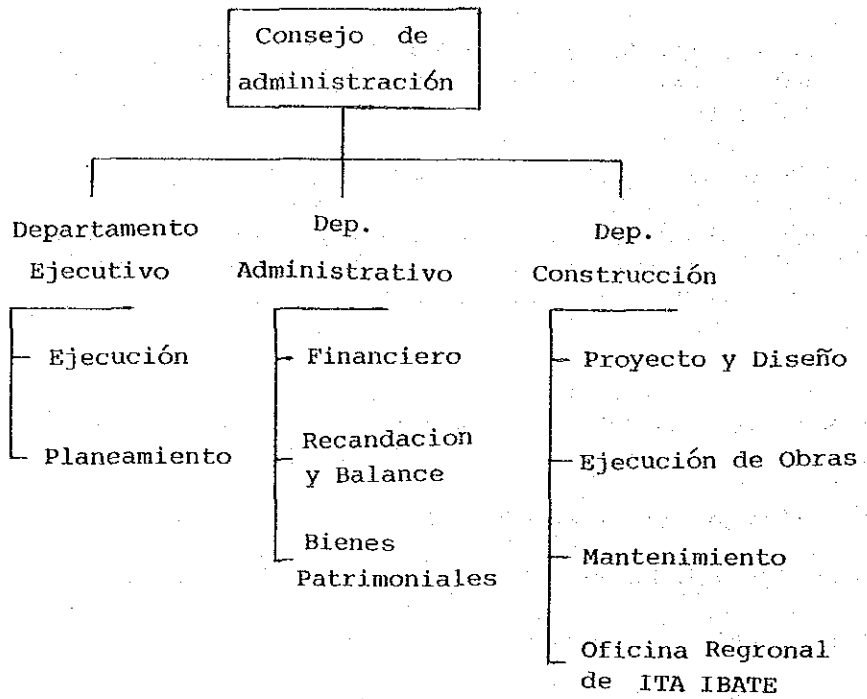 Consejo de
administración
Departamento
Ejecutivo
Ejecución
Planeamiento
Dep.
Administrativo
Financiero
Recandacion
y Balance
Bienes
Patrimoniales
Dep.
Construcción
Proyecto y Diseño
Ejecución de Obras
Mantenimiento
Oficina Regronal
de ITA IBATE